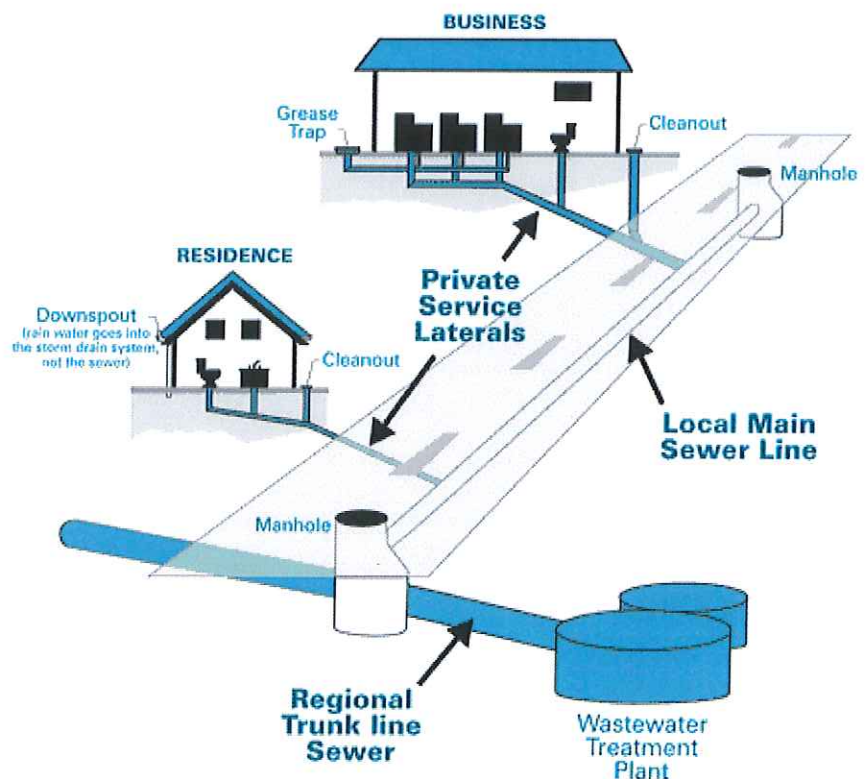 BUSINESS
Grease
Trap
Cleanout
Manhole
RESIDENCE
Private
Service
Laterals
Downspout
(rain water goes into
the storm drain system,
not the sewer)
Cleanout
Local Main
Sewer Line
Manhole
Regional
Trunk line
Sewer
Wastewater
Treatment
Plant